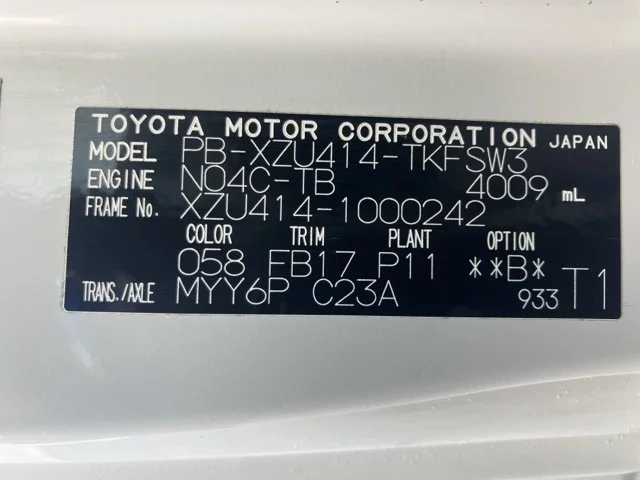 TOYOTA MOTOR CORPORATION JAPAN
MODEL PB-XZU414-TKFSW3
ENGINE N04C-TB 4009 mL
FRAME No. XZU414-1000242
COLOR TRIM PLANT OPTION
058 FB17 P11 **B*
TRANS./AXLE MYY6P C23A 933 T1